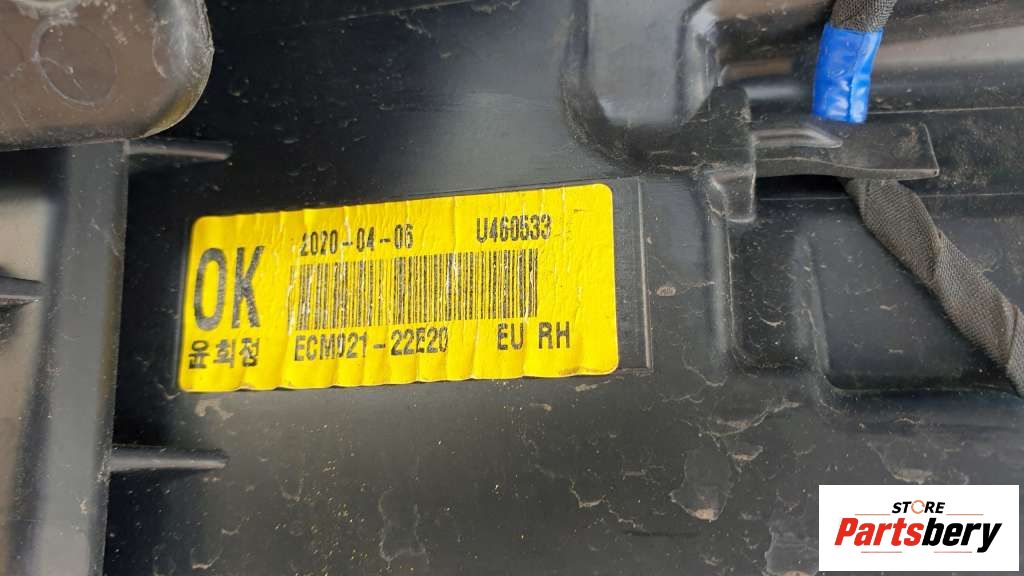 2020-04-06 U460533
OK
윤희정 ECM021-22E20 EU RH
STORE
Partsbery